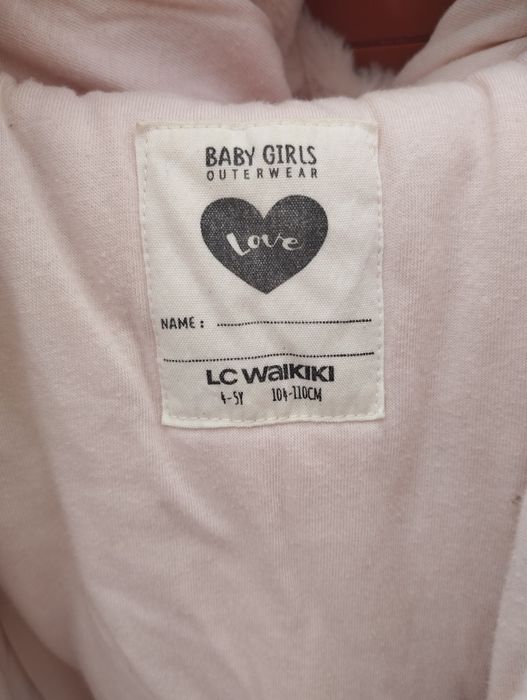 BABY GIRLS
OUTERWEAR
Love
NAME :
LC WAIKIKI
4-5Y 104-110CM